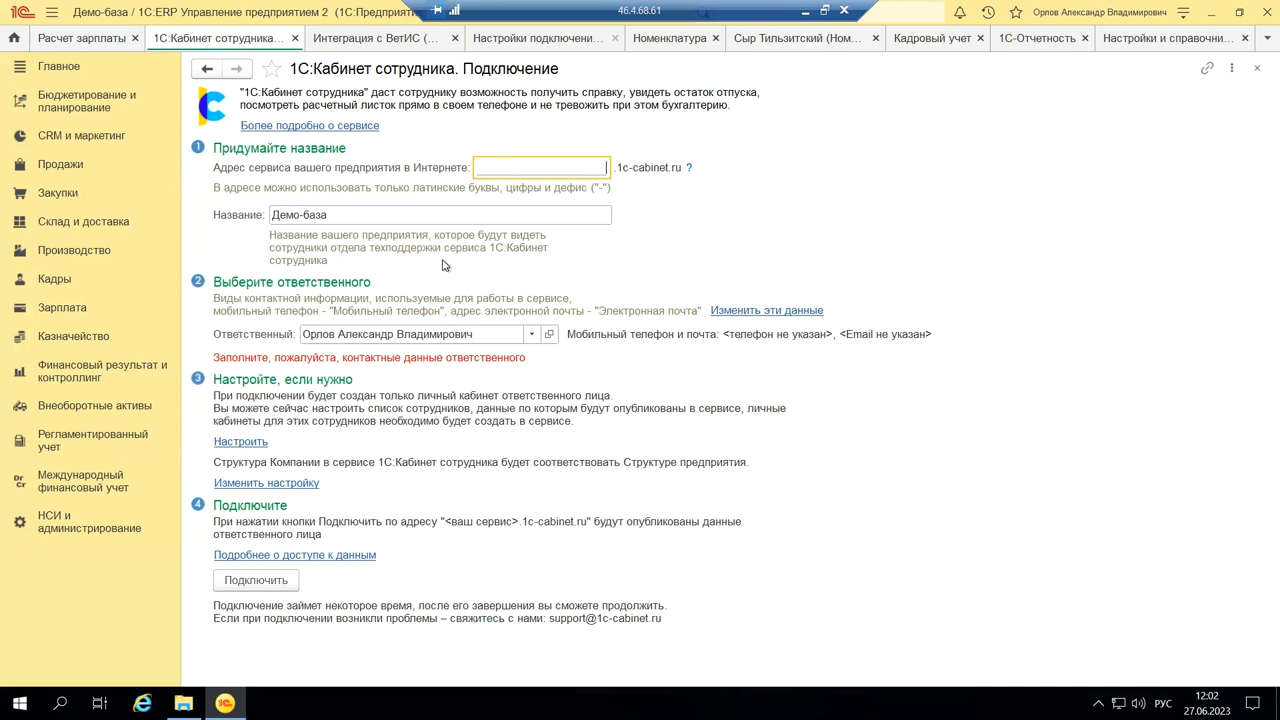 Демо-база / 1С:ERP Управление предприятием 2 (1С:Предприятие
46.4.68.61
Орлов Александр Владимирович
Расчет зарплаты
1С:Кабинет сотрудника...
Интеграция с ВетИС (...
Настройки подключени...
Номенклатура
Сыр Тильзитский (Ном...
Кадровый учет
1С-Отчетность
Настройки и справочни...
Главное
Бюджетирование и
планирование
CRM и маркетинг
Продажи
Закупки
Склад и доставка
Производство
Кадры
Зарплата
Казначейство
Финансовый результат и
контроллинг
Внеоборотные активы
Регламентированный
учет
Международный
финансовый учет
НСИ и
администрирование
1С:Кабинет сотрудника. Подключение
"1С:Кабинет сотрудника" даст сотруднику возможность получить справку, увидеть остаток отпуска,
посмотреть расчетный листок прямо в своем телефоне и не тревожить при этом бухгалтерию.
Более подробно о сервисе
1 Придумайте название
Адрес сервиса вашего предприятия в Интернете: .1c-cabinet.ru ?
В адресе можно использовать только латинские буквы, цифры и дефис ("-")
Название: Демо-база
Название вашего предприятия, которое будут видеть
сотрудники отдела техподдержки сервиса 1С:Кабинет
сотрудника
2 Выберите ответственного
Виды контактной информации, используемые для работы в сервисе,
мобильный телефон - "Мобильный телефон", адрес электронной почты - "Электронная почта" Изменить эти данные
Ответственный: Орлов Александр Владимирович Мобильный телефон и почта: <телефон не указан>, <Email не указан>
Заполните, пожалуйста, контактные данные ответственного
3 Настройте, если нужно
При подключении будет создан только личный кабинет ответственного лица.
Вы можете сейчас настроить список сотрудников, данные по которым будут опубликованы в сервисе, личные
кабинеты для этих сотрудников необходимо будет создать в сервисе.
Настроить
Структура Компании в сервисе 1С:Кабинет сотрудника будет соответствовать Структуре предприятия.
Изменить настройку
4 Подключите
При нажатии кнопки Подключить по адресу "<ваш сервис>.1c-cabinet.ru" будут опубликованы данные
ответственного лица
Подробнее о доступе к данным
Подключить
Подключение займет некоторое время, после его завершения вы сможете продолжить.
Если при подключении возникли проблемы – свяжитесь с нами: support@1c-cabinet.ru
РУС
12:02
27.06.2023